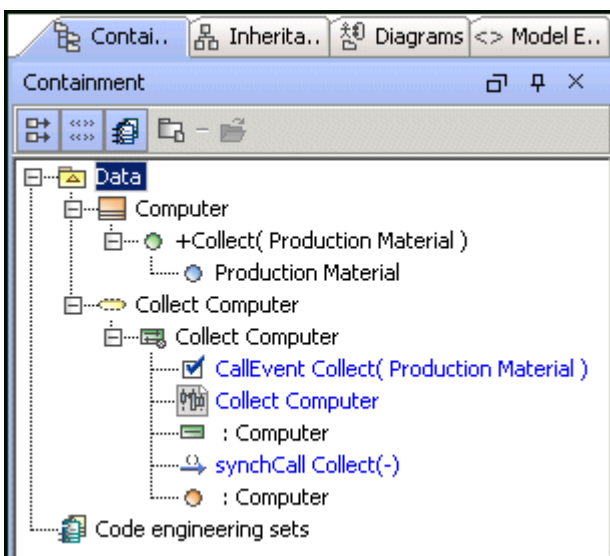 Contai.. Inherita.. Diagrams <> Model E..
Containment
Data
Computer
+Collect( Production Material )
Production Material
Collect Computer
Collect Computer
CallEvent Collect( Production Material )
Collect Computer
: Computer
synchCall Collect(-)
: Computer
Code engineering sets